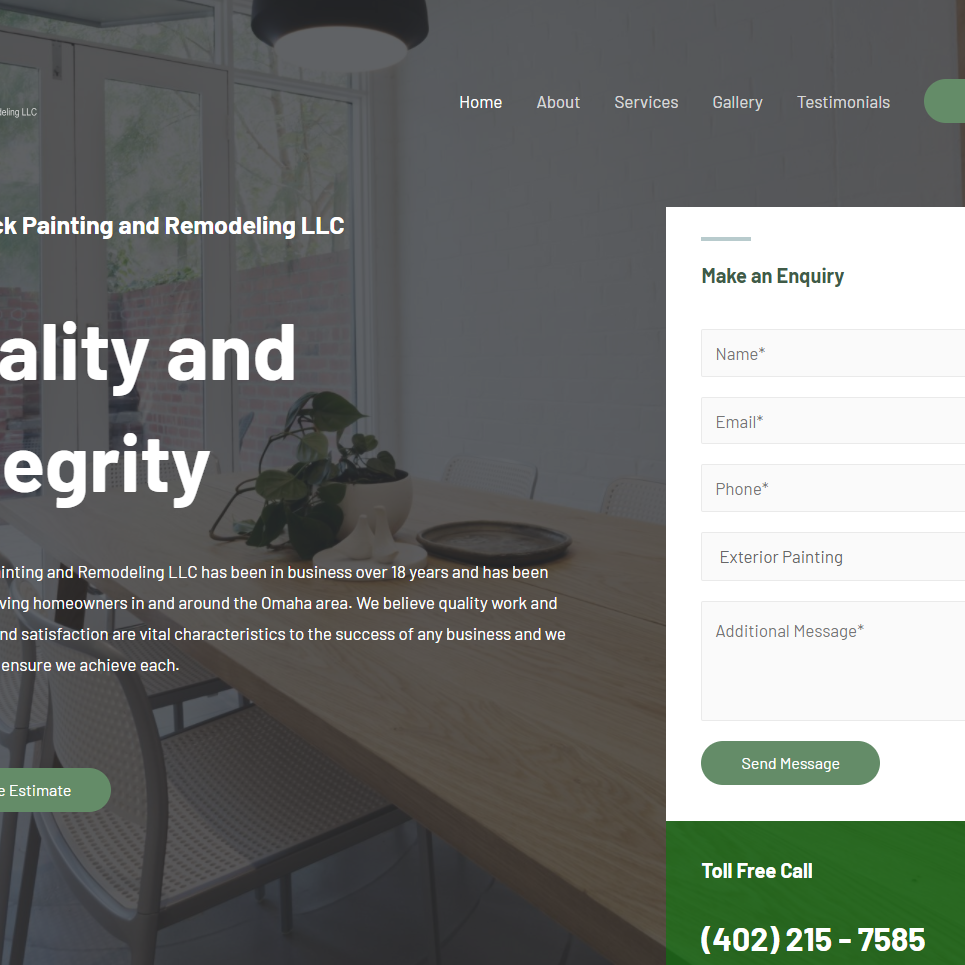 deling LLC
Home About Services Gallery Testimonials
ck Painting and Remodeling LLC
ality and
egrity
Make an Enquiry
Name*
Email*
Phone*
Exterior Painting
Additional Message*
Send Message
inting and Remodeling LLC has been in business over 18 years and has been
ving homeowners in and around the Omaha area. We believe quality work and
nd satisfaction are vital characteristics to the success of any business and we
ensure we achieve each.
e Estimate
Toll Free Call
(402) 215 - 7585